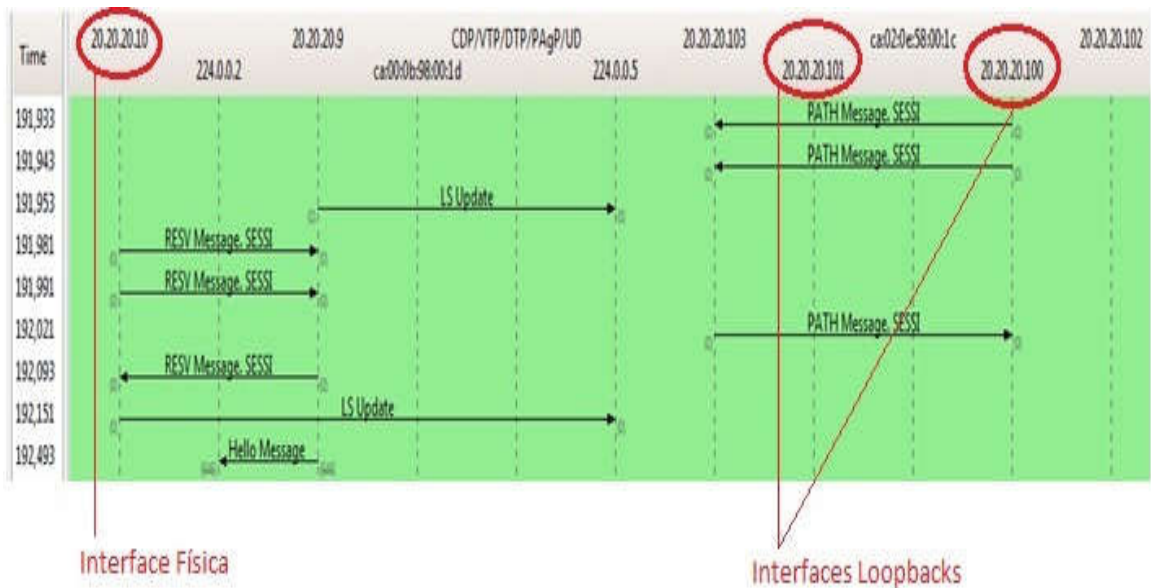 20.20.20.10 20.20.20.9 CDP/VTP/DTP/PAgP/UD 20.20.20.103 ca:02:0e:58:00:1c 20.20.20.102
Time
224.0.0.2 ca:00:0b:98:00:1d 224.0.0.5 20.20.20.101 20.20.20.100
191,933 PATH Message. SESSI
191,943 PATH Message. SESSI
191,953 LS Update
191,981 RESV Message. SESSI
191,991 RESV Message. SESSI
192,021 PATH Message. SESSI
192,093 RESV Message. SESSI
192,151 LS Update
192,493 Hello Message
Interface Física
Interfaces Loopbacks